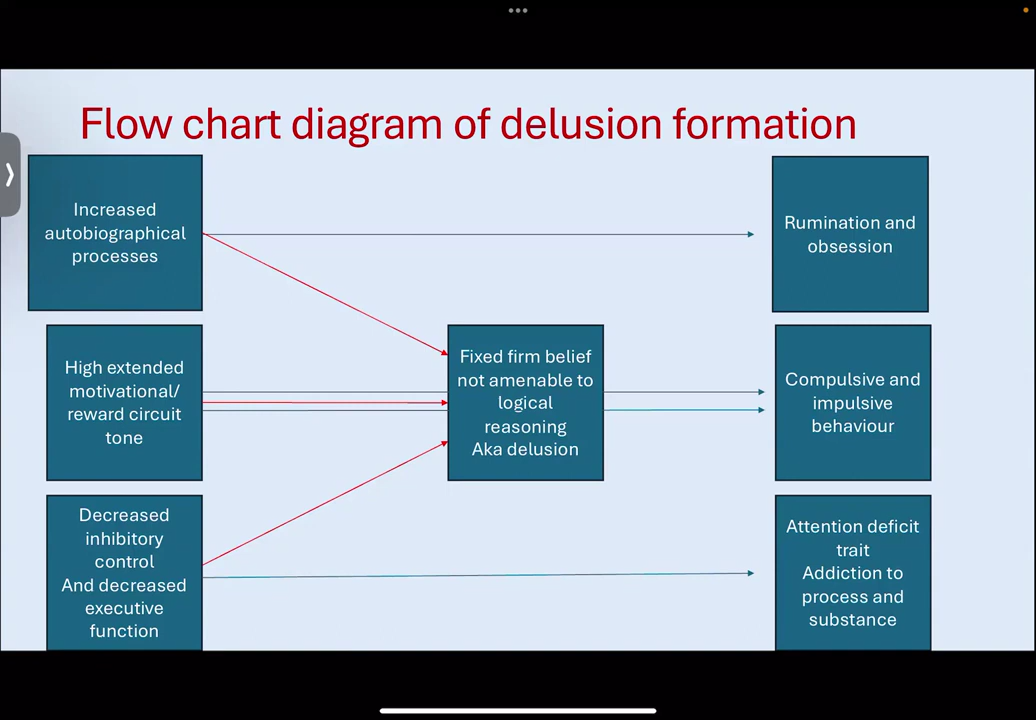 Flow chart diagram of delusion formation
Increased
autobiographical
processes
Rumination and
obsession
High extended
motivational/
reward circuit
tone
Fixed firm belief
not amenable to
logical
reasoning
Aka delusion
Compulsive and
impulsive
behaviour
Decreased
inhibitory
control
And decreased
executive
function
Attention deficit
trait
Addiction to
process and
substance